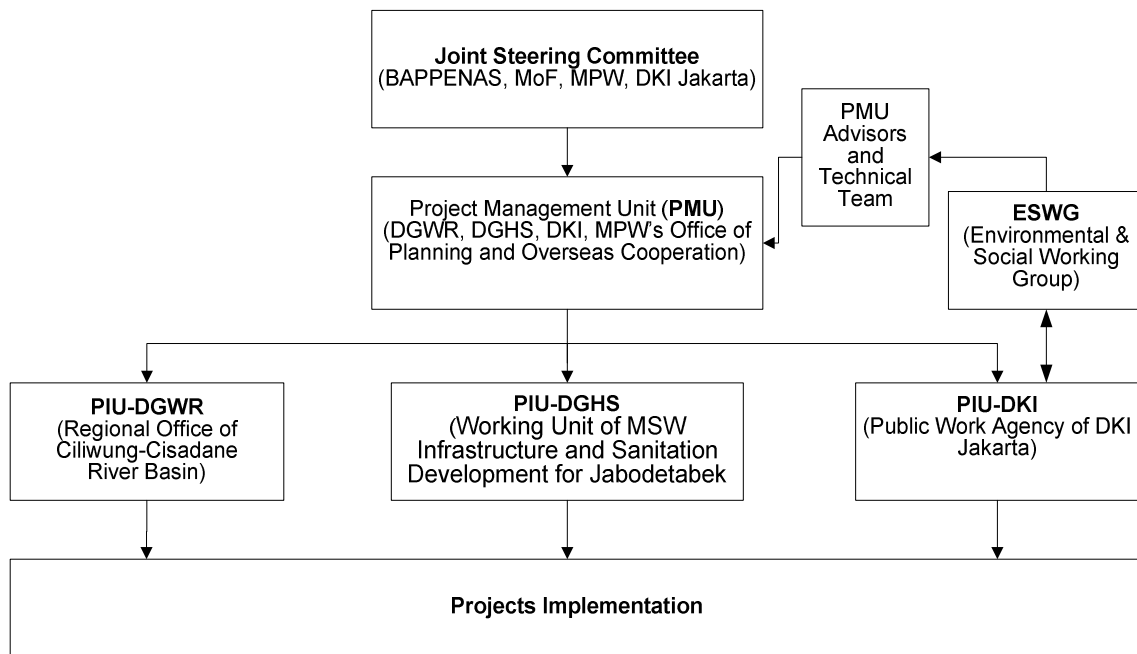 Joint Steering Committee
(BAPPENAS, MoF, MPW, DKI Jakarta)
PMU
Advisors
and
Technical
Team
Project Management Unit (PMU)
(DGWR, DGHS, DKI, MPW's Office of
Planning and Overseas Cooperation)
ESWG
(Environmental &
Social Working
Group)
PIU-DGWR
(Regional Office of
Ciliwung-Cisadane
River Basin)
PIU-DGHS
(Working Unit of MSW
Infrastructure and Sanitation
Development for Jabodetabek
PIU-DKI
(Public Work Agency of DKI
Jakarta)
Projects Implementation